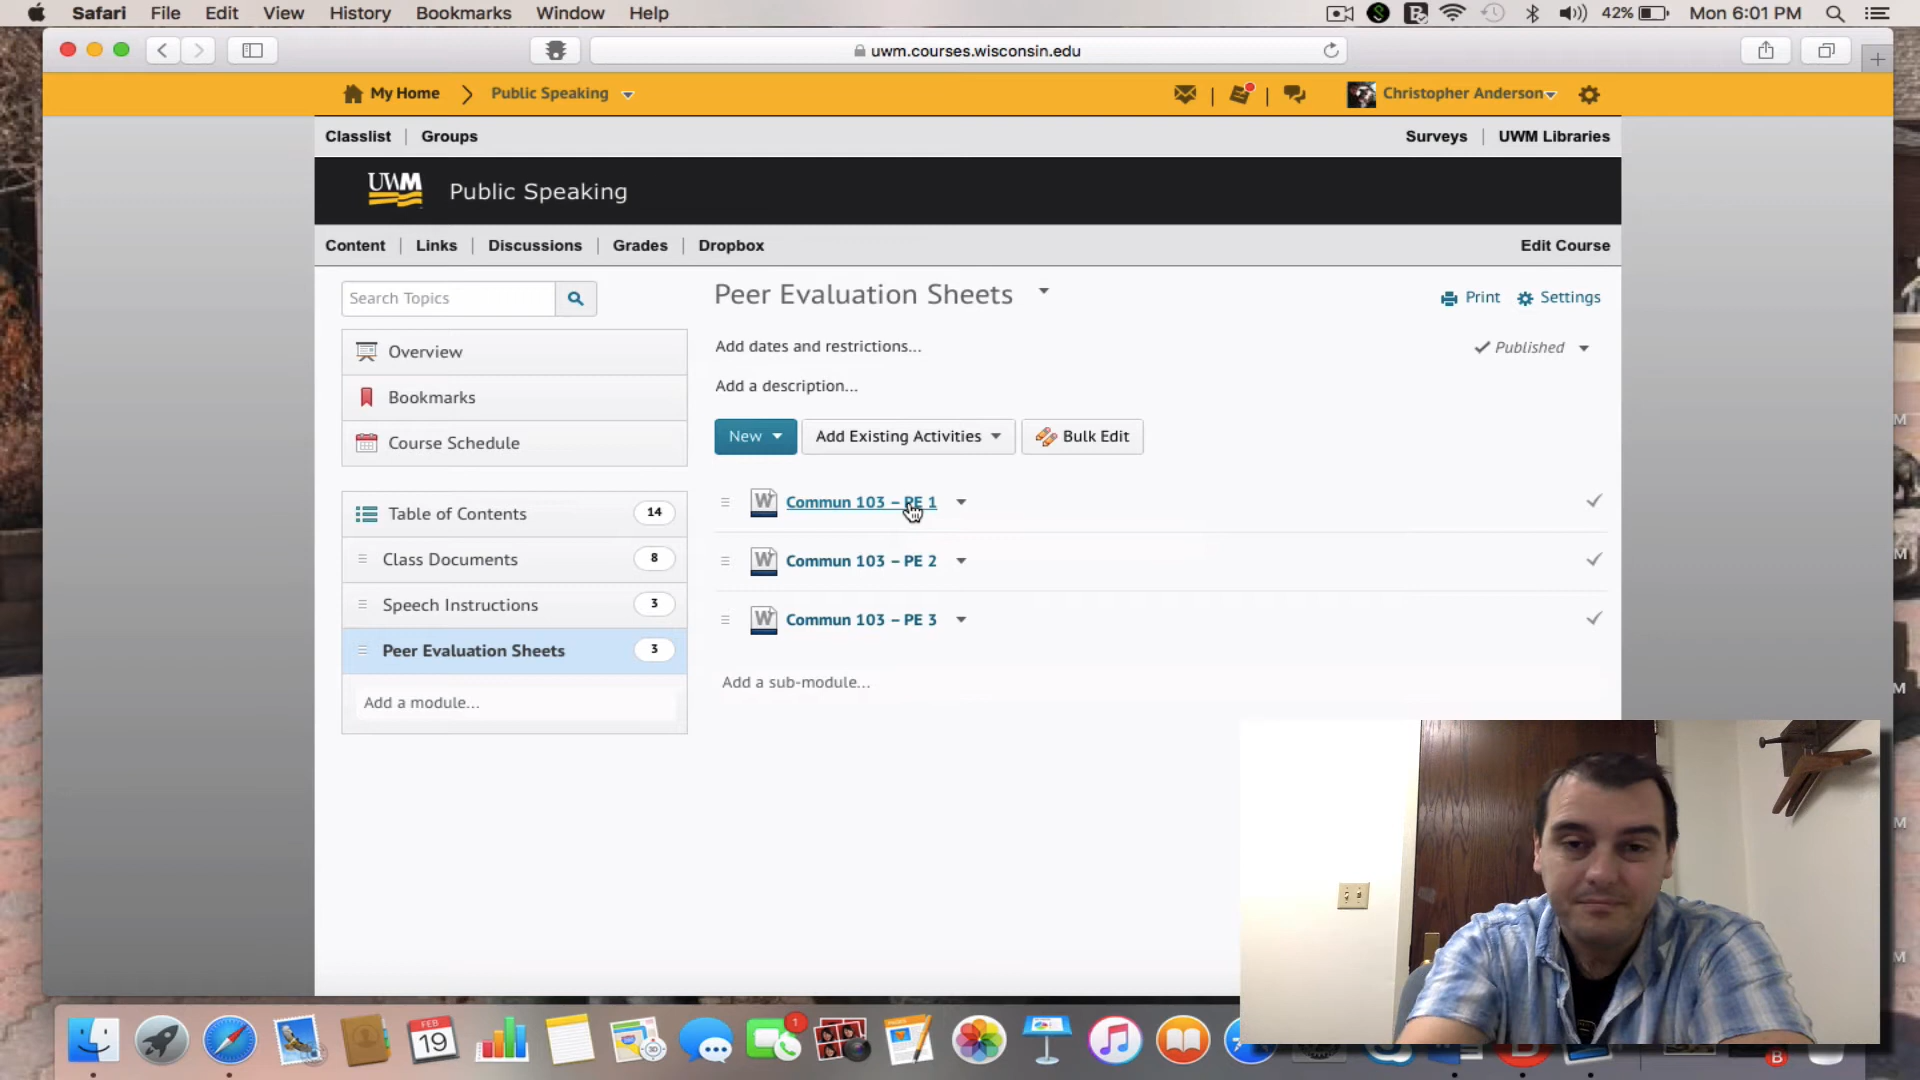 Safari File Edit View History Bookmarks Window Help 42% Mon 6:01 PM
uwm.courses.wisconsin.edu
My Home Public Speaking Christopher Anderson
Classlist Groups Surveys UWM Libraries
UWM Public Speaking
Content Links Discussions Grades Dropbox Edit Course
Search Topics
Peer Evaluation Sheets
Print Settings
Overview
Add dates and restrictions...
Published
Bookmarks
Add a description...
Course Schedule
New Add Existing Activities Bulk Edit
Table of Contents 14
Commun 103 – PE 1
Class Documents 8
Commun 103 – PE 2
Speech Instructions 3
Commun 103 – PE 3
Peer Evaluation Sheets 3
Add a sub-module...
Add a module...
FEB
19
1